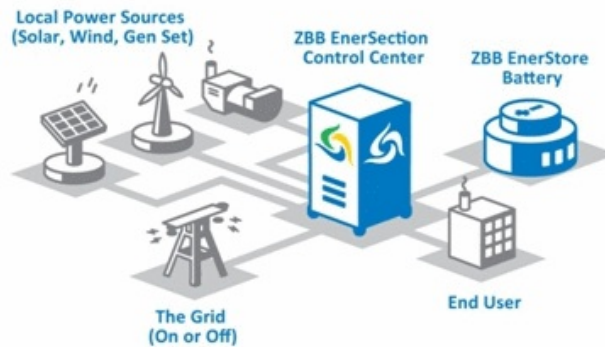 Local Power Sources
(Solar, Wind, Gen Set)
ZBB EnerSection
Control Center
ZBB EnerStore
Battery
The Grid
(On or Off)
End User